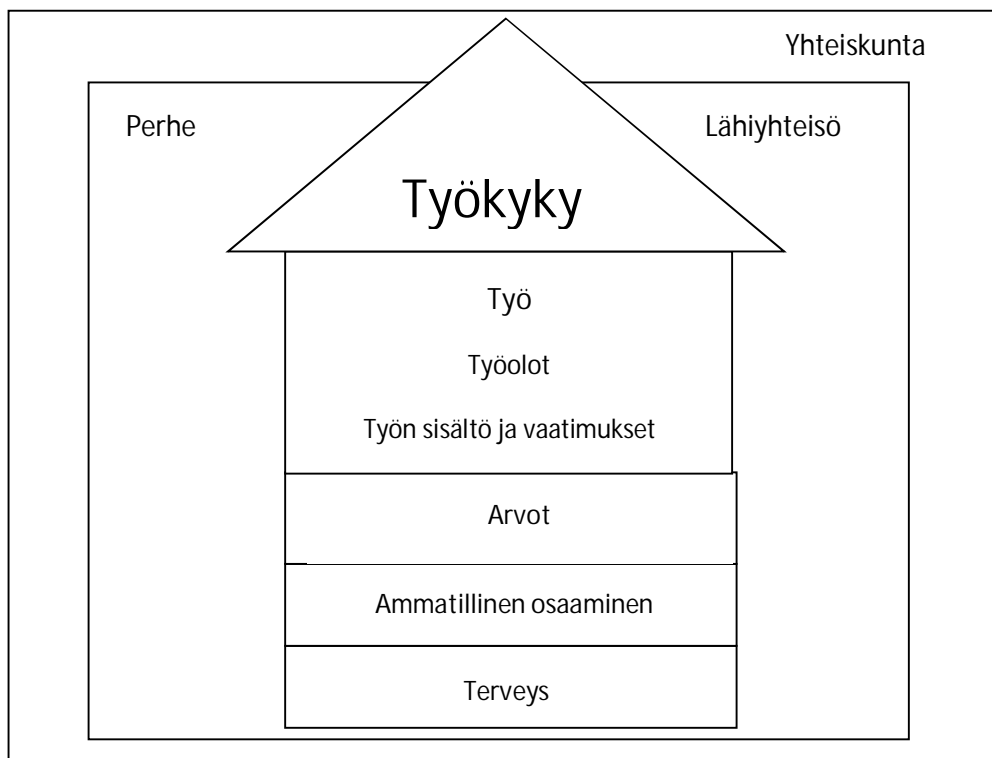 Yhteiskunta
Perhe
Lähiyhteisö
Työkyky
Työ
Työolot
Työn sisältö ja vaatimukset
Arvot
Ammatillinen osaaminen
Terveys